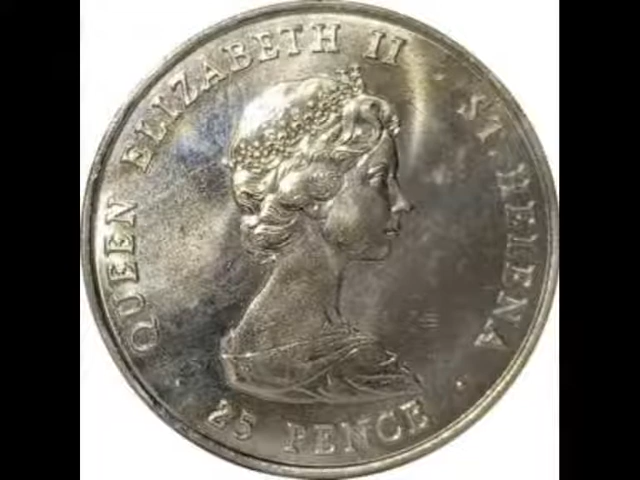 QUEEN ELIZABETH II · ST. HELENA ·
25 PENCE ·